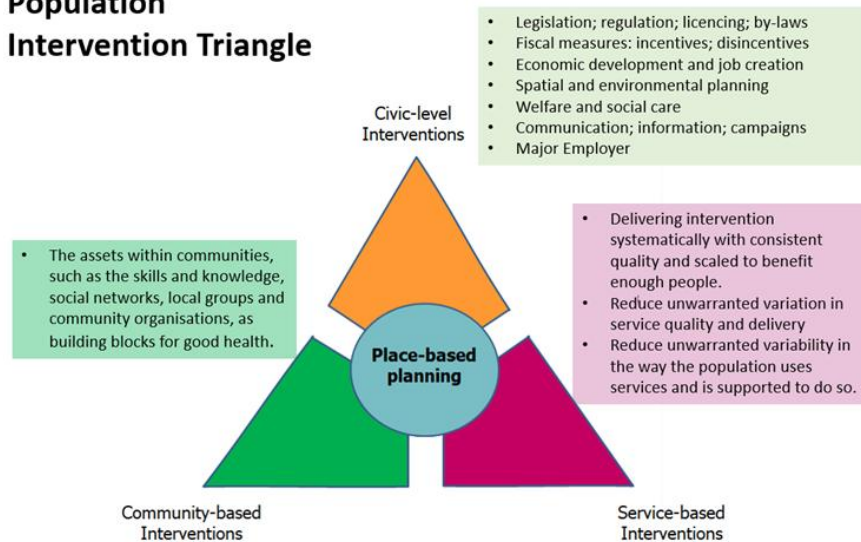 Population
Intervention Triangle
• Legislation; regulation; licencing; by-laws
• Fiscal measures: incentives; disincentives
• Economic development and job creation
• Spatial and environmental planning
• Welfare and social care
• Communication; information; campaigns
• Major Employer
Civic-level
Interventions
• The assets within communities,
such as the skills and knowledge,
social networks, local groups and
community organisations, as
building blocks for good health.
• Delivering intervention
systematically with consistent
quality and scaled to benefit
enough people.
• Reduce unwarranted variation in
service quality and delivery
• Reduce unwarranted variability in
the way the population uses
services and is supported to do so.
Place-based
planning
Community-based
Interventions
Service-based
Interventions